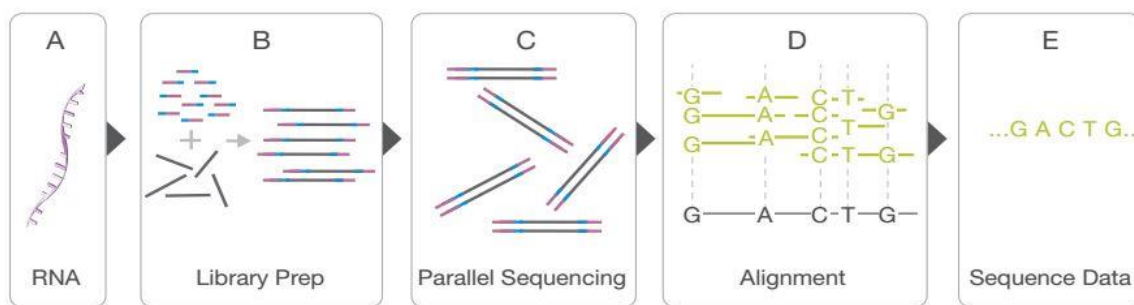 A
RNA
B
Library Prep
C
Parallel Sequencing
D
G A C T
G A C T G
G A C T
C T G
G A C T G
Alignment
E
...G A C T G...
Sequence Data